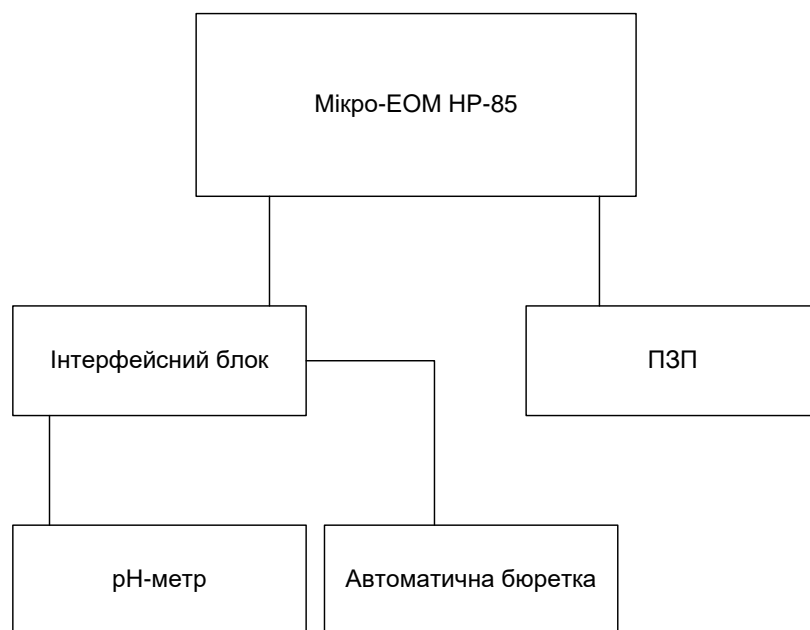 Мікро-ЕОМ HP-85
Інтерфейсний блок
ПЗП
pH-метр
Автоматична бюретка